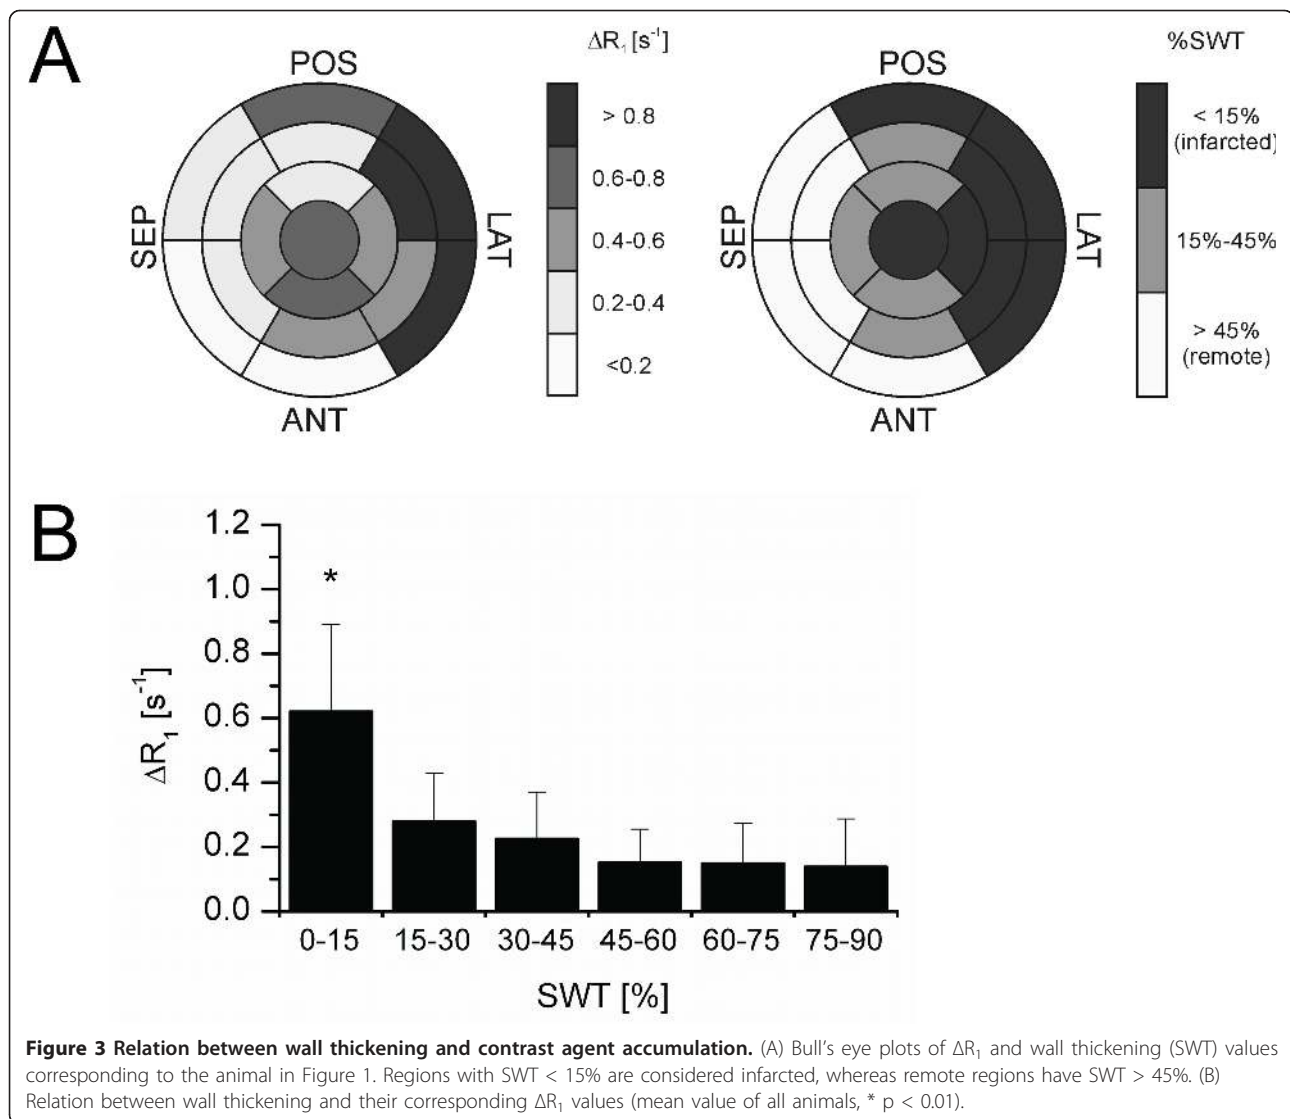 A
POS
SEP
LAT
ANT
ΔR₁ [s⁻¹]
> 0.8
0.6-0.8
0.4-0.6
0.2-0.4
<0.2
POS
SEP
LAT
ANT
%SWT
< 15%
(infarcted)
15%-45%
> 45%
(remote)
B
1.2
1.0
0.8
0.6
0.4
0.2
0.0
ΔR₁ [s⁻¹]
*
0-15 15-30 30-45 45-60 60-75 75-90
SWT [%]
Figure 3 Relation between wall thickening and contrast agent accumulation. (A) Bull's eye plots of ΔR₁ and wall thickening (SWT) values
corresponding to the animal in Figure 1. Regions with SWT < 15% are considered infarcted, whereas remote regions have SWT > 45%. (B)
Relation between wall thickening and their corresponding ΔR₁ values (mean value of all animals, * p < 0.01).